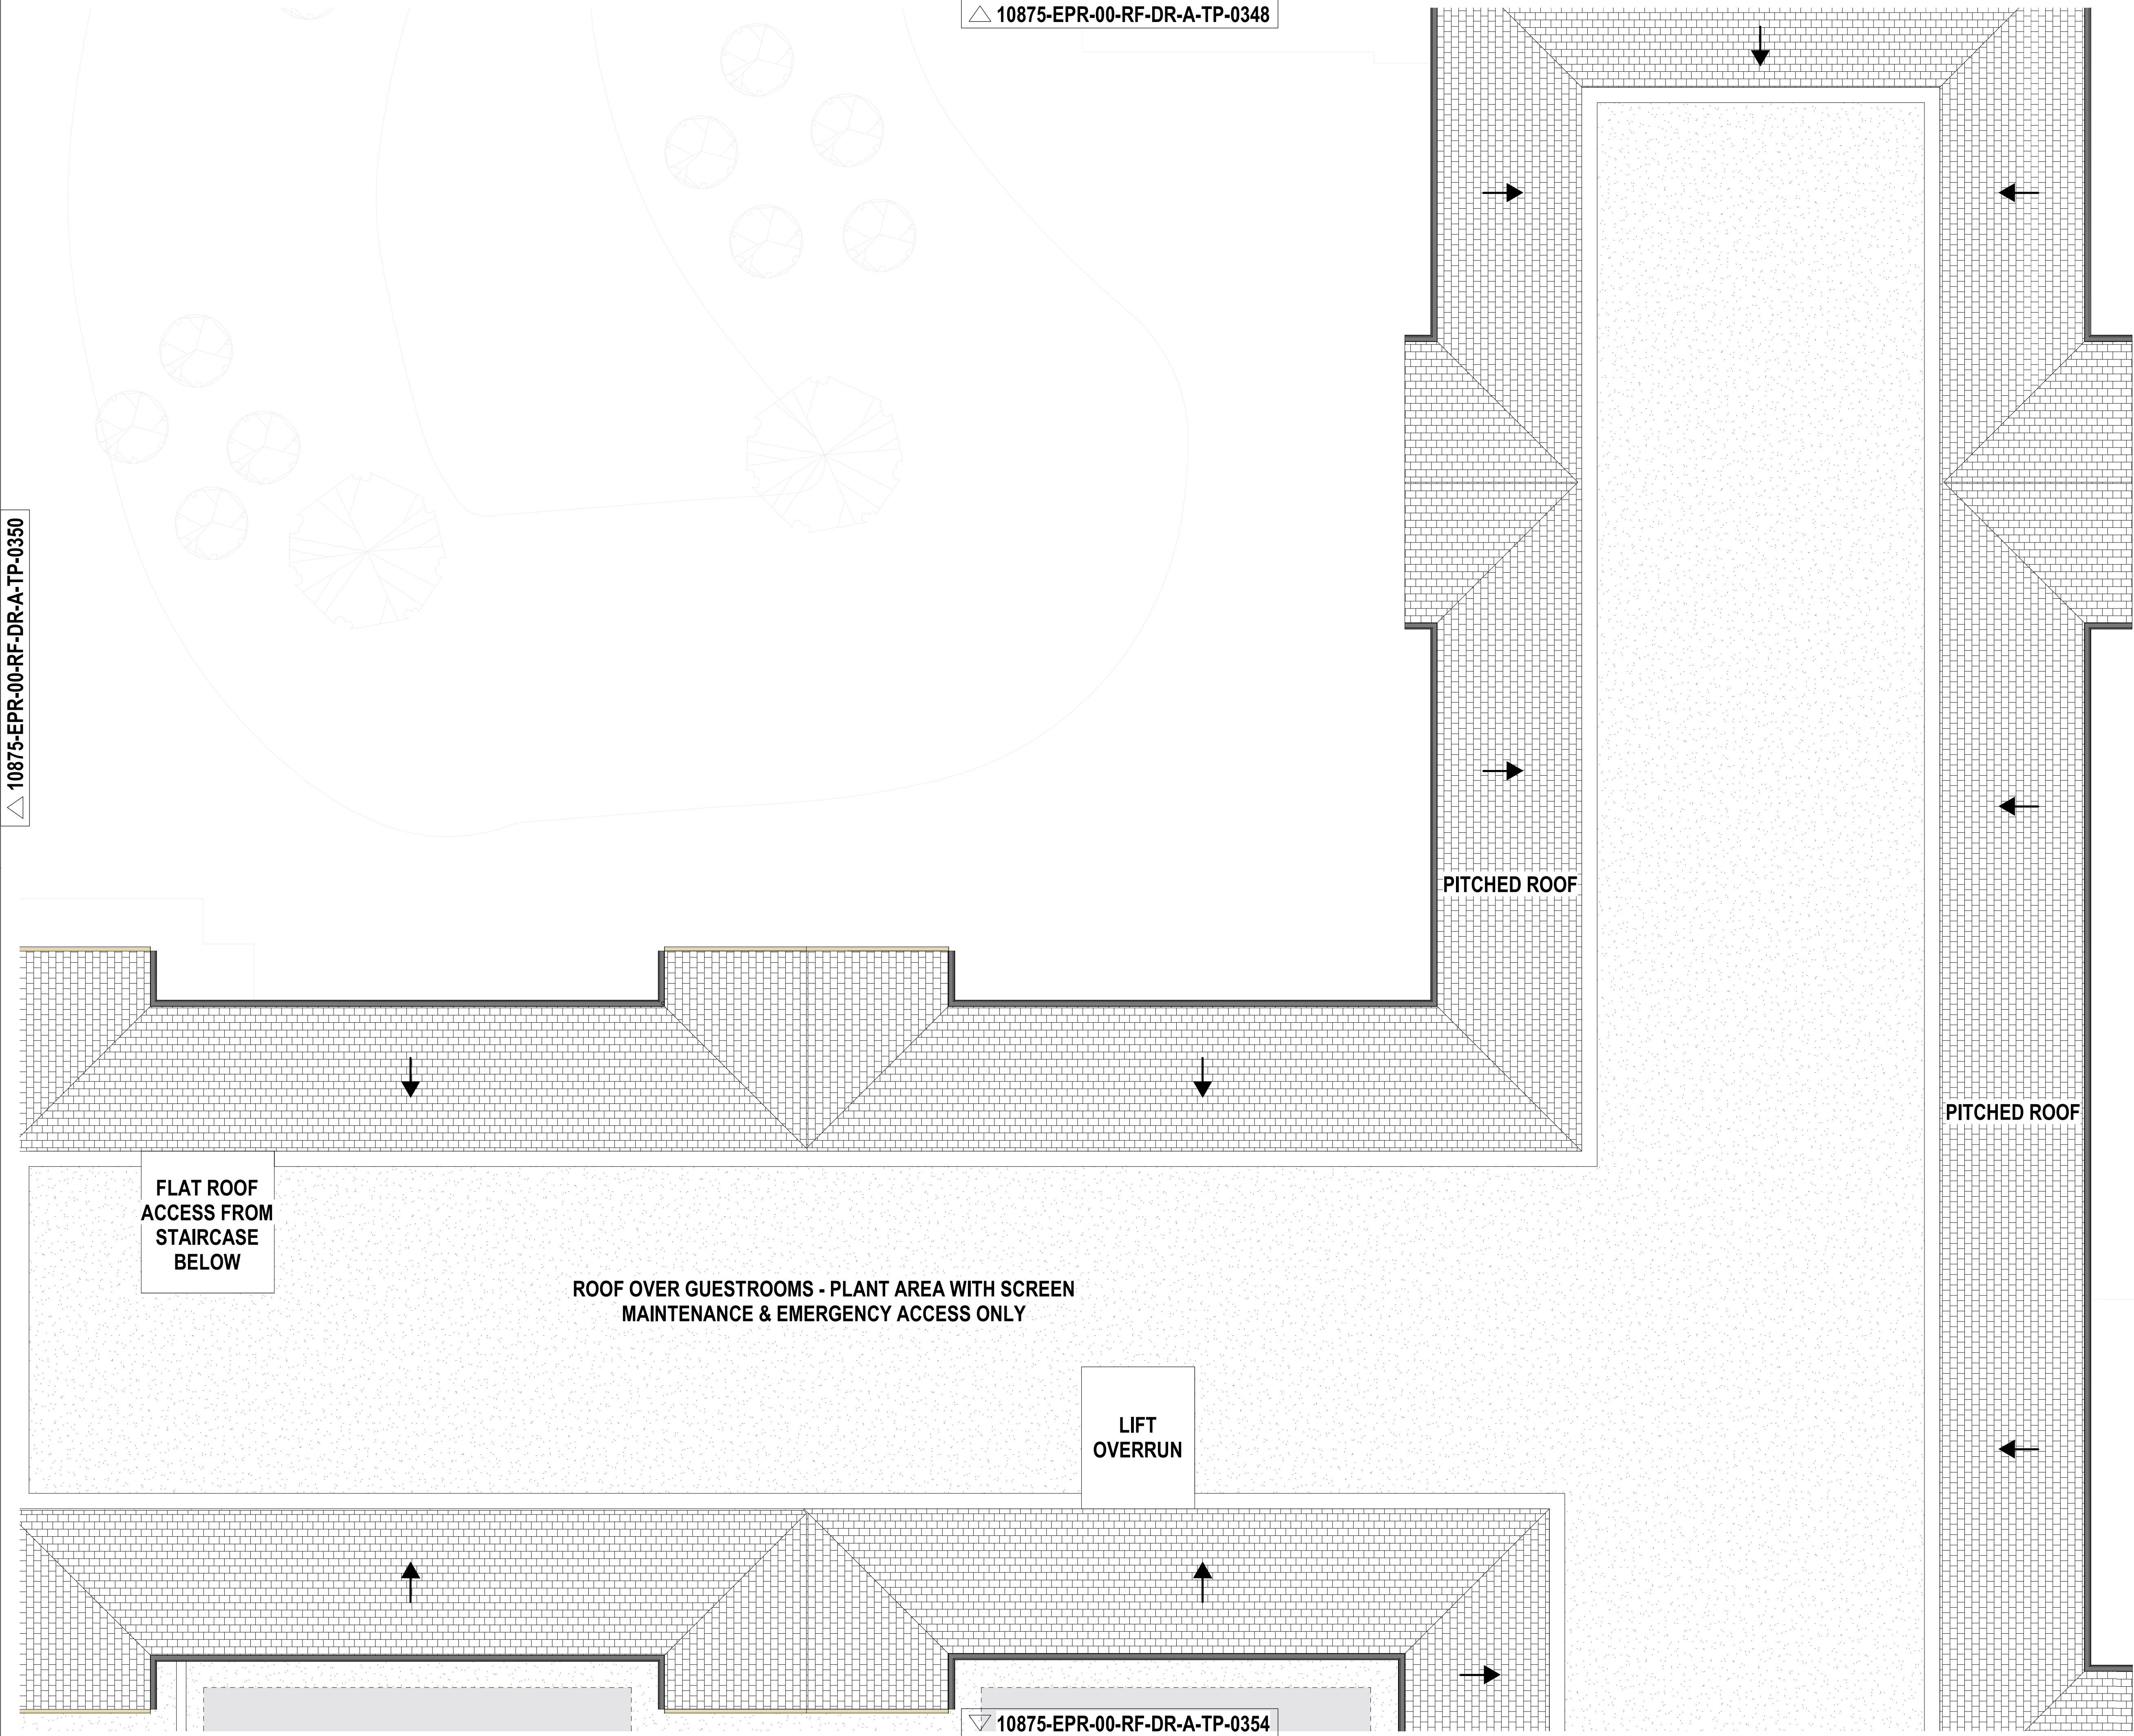 10875-EPR-00-RF-DR-A-TP-0348
10875-EPR-00-RF-DR-A-TP-0350
PITCHED ROOF
PITCHED ROOF
FLAT ROOF
ACCESS FROM
STAIRCASE
BELOW
ROOF OVER GUESTROOMS - PLANT AREA WITH SCREEN
MAINTENANCE & EMERGENCY ACCESS ONLY
LIFT
OVERRUN
10875-EPR-00-RF-DR-A-TP-0354